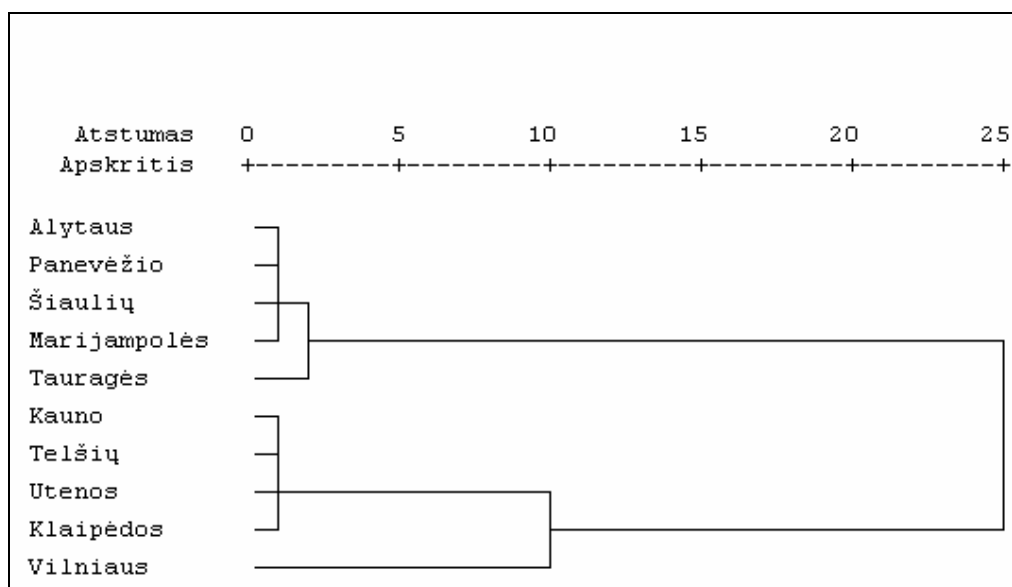 Atstumas 0 5 10 15 20 25
Apskritis +---------+---------+---------+---------+---------+
Alytaus
Panevėžio
Šiaulių
Marijampolės
Tauragės
Kauno
Telšių
Utenos
Klaipėdos
Vilniaus